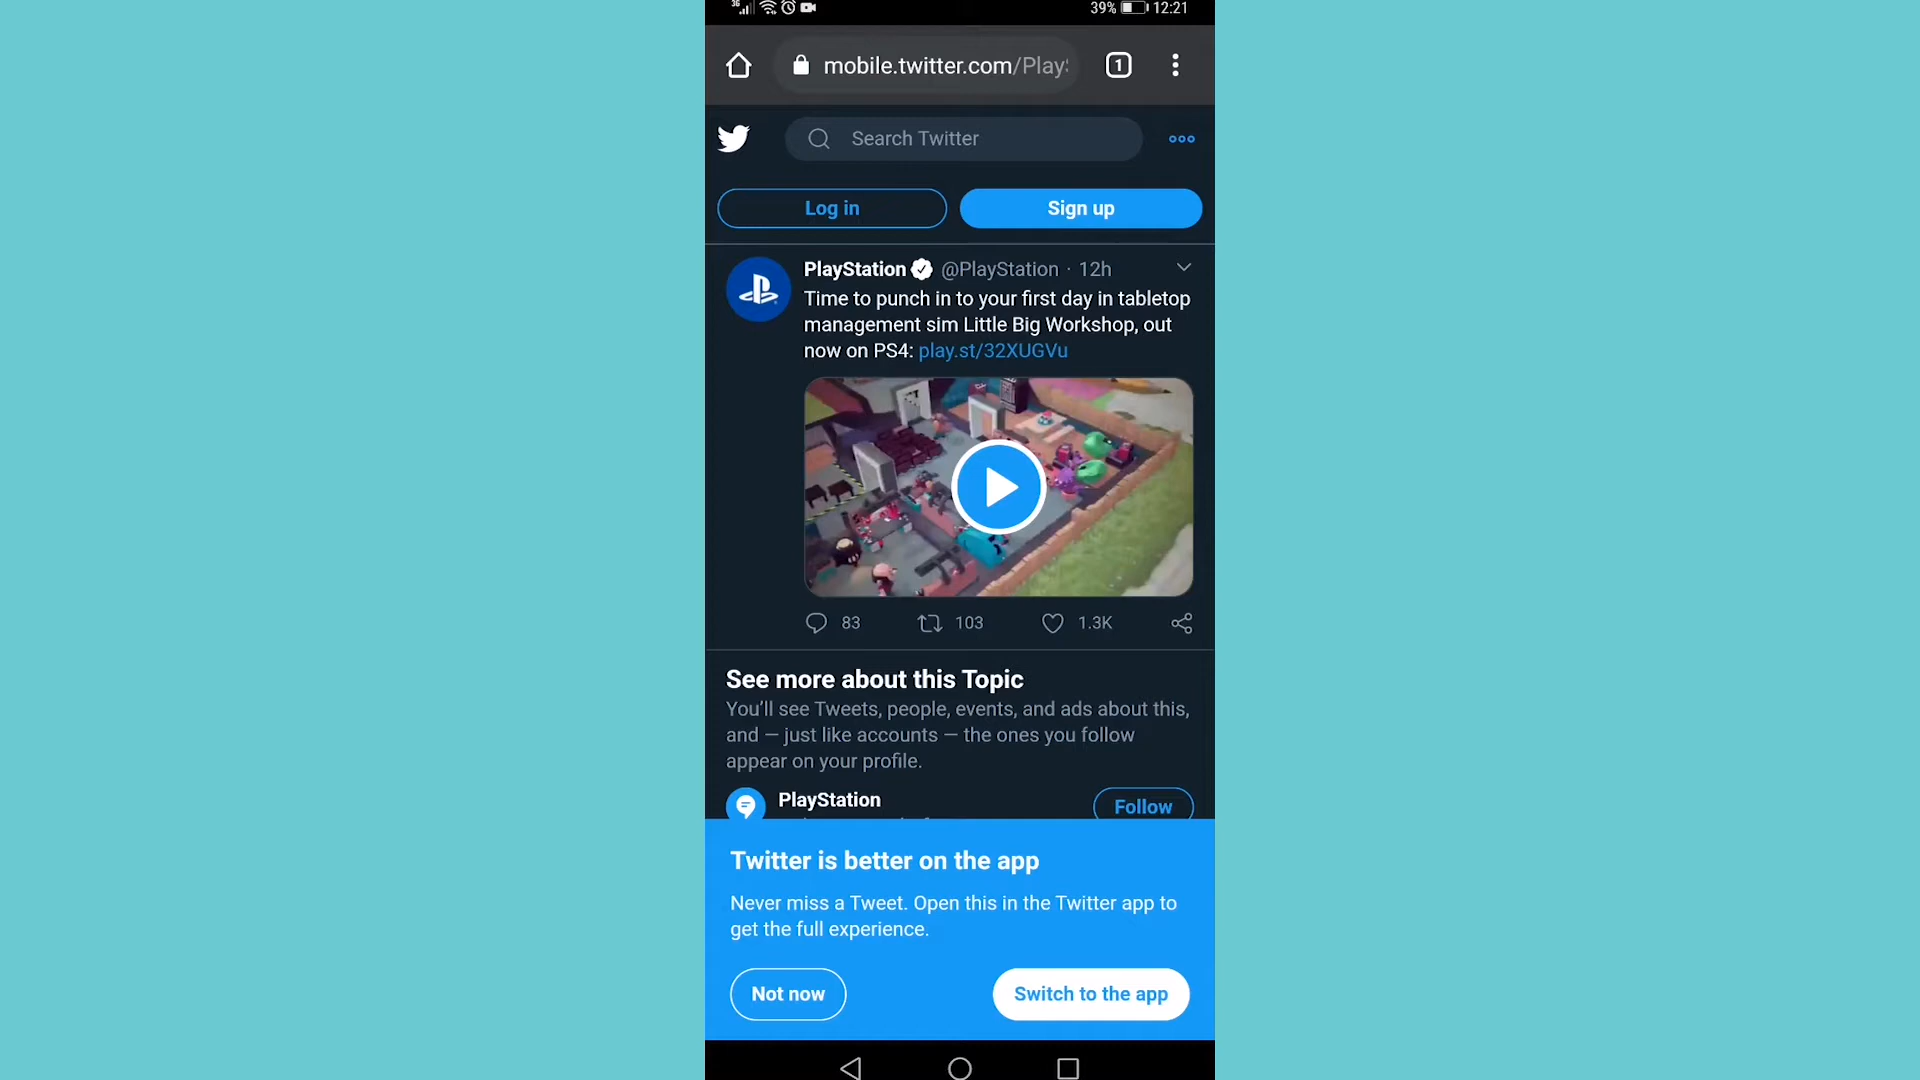 3G 39% 12:21
mobile.twitter.com/Play 1
Search Twitter
Log in Sign up
PlayStation @PlayStation · 12h
Time to punch in to your first day in tabletop
management sim Little Big Workshop, out
now on PS4: play.st/32XUGVu
83 103 1.3K
See more about this Topic
You’ll see Tweets, people, events, and ads about this,
and — just like accounts — the ones you follow
appear on your profile.
PlayStation Follow
Twitter is better on the app
Never miss a Tweet. Open this in the Twitter app to
get the full experience.
Not now Switch to the app